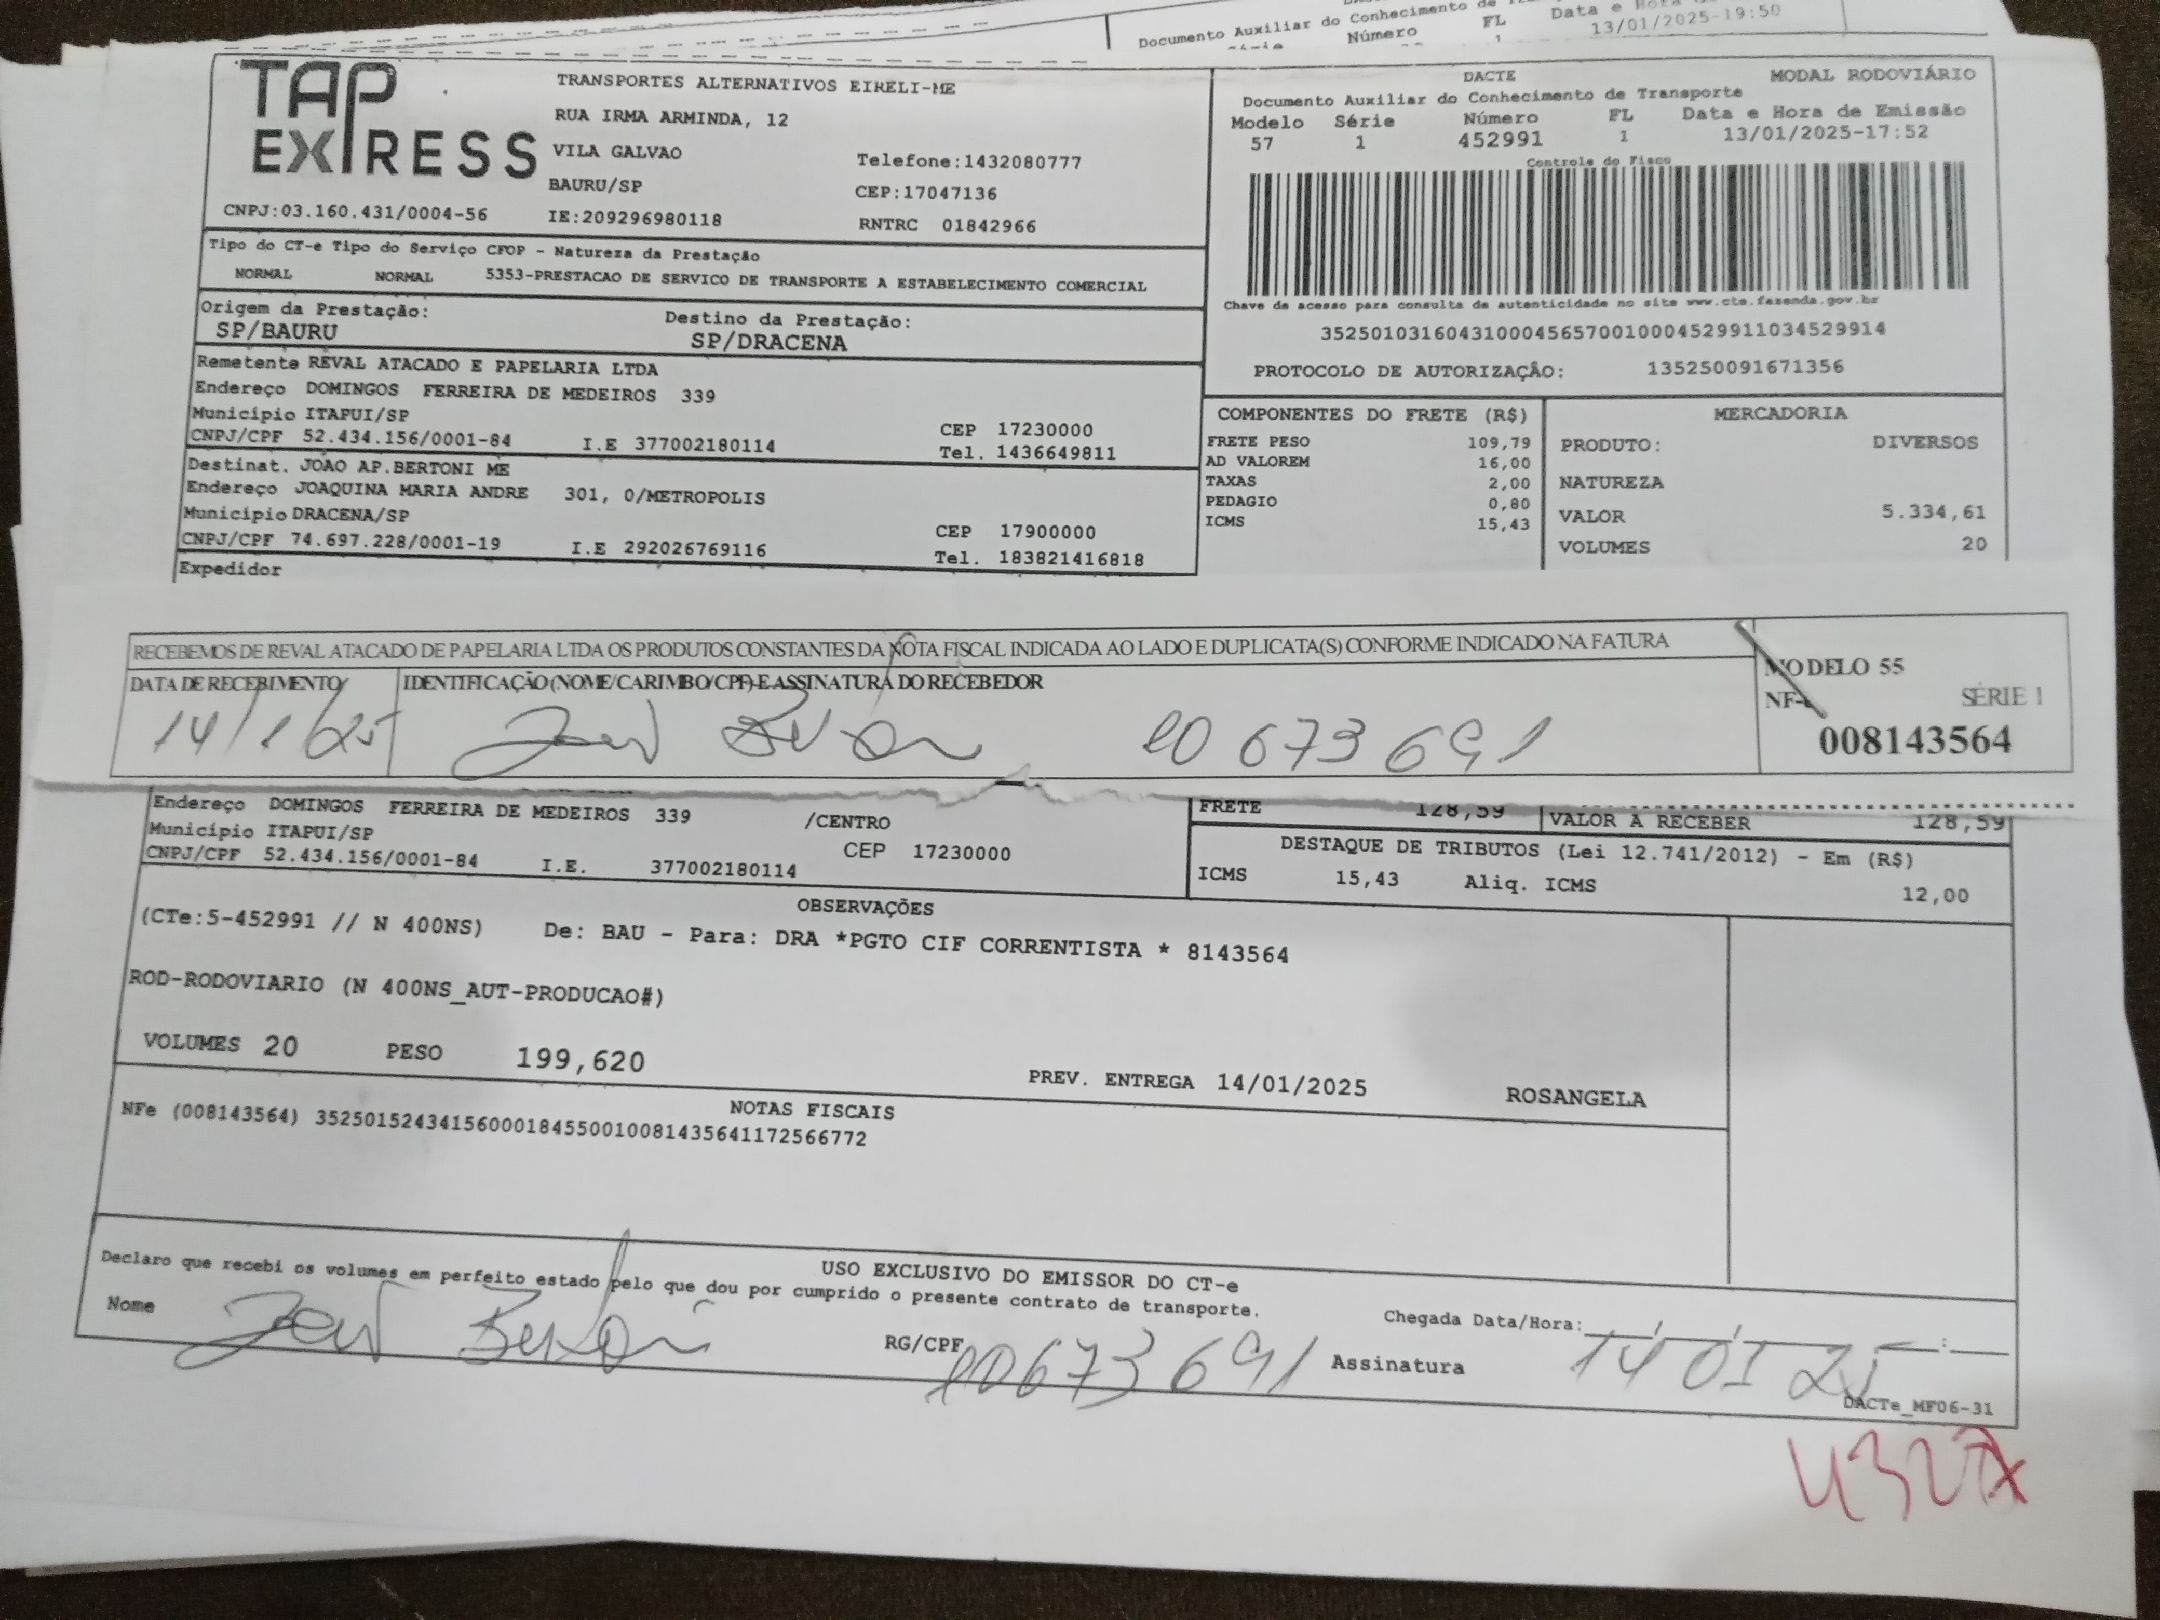 Documento Auxiliar do Conhecimento de
Número FL Data e Hora
1 13/01/2025-19:50
TAP EXPRESS
TRANSPORTES ALTERNATIVOS EIRELI-ME
RUA IRMA ARMINDA, 12
VILA GALVAO Telefone:1432080777
BAURU/SP CEP:17047136
CNPJ:03.160.431/0004-56 IE:209296980118 RNTRC 01842966
DACTE MODAL RODOVIÁRIO
Documento Auxiliar do Conhecimento de Transporte
Modelo Série Número FL Data e Hora de Emissão
57 1 452991 1 13/01/2025-17:52
Controle do Fisco
Chave de acesso para consulta de autenticidade no site www.cte.fazenda.gov.br
35250103160431000456570010004529911034529914
PROTOCOLO DE AUTORIZAÇÃO: 135250091671356
Tipo do CT-e Tipo do Serviço CFOP - Natureza da Prestação
NORMAL NORMAL 5353-PRESTACAO DE SERVICO DE TRANSPORTE A ESTABELECIMENTO COMERCIAL
Origem da Prestação: Destino da Prestação:
SP/BAURU SP/DRACENA
Remetente REVAL ATACADO E PAPELARIA LTDA
Endereço DOMINGOS FERREIRA DE MEDEIROS 339
Município ITAPUI/SP CEP 17230000
CNPJ/CPF 52.434.156/0001-84 I.E 377002180114 Tel. 1436649811
Destinat. JOAO AP.BERTONI ME
Endereço JOAQUINA MARIA ANDRE 301, 0/METROPOLIS
Município DRACENA/SP CEP 17900000
CNPJ/CPF 74.697.228/0001-19 I.E 292026769116 Tel. 183821416818
Expedidor
COMPONENTES DO FRETE (R$)
FRETE PESO 109,79
AD VALOREM 16,00
TAXAS 2,00
PEDAGIO 0,80
ICMS 15,43
MERCADORIA
PRODUTO: DIVERSOS
NATUREZA
VALOR 5.334,61
VOLUMES 20
RECEBEMOS DE REVAL ATACADO DE PAPELARIA LTDA OS PRODUTOS CONSTANTES DA NOTA FISCAL INDICADA AO LADO E DUPLICATA(S) CONFORME INDICADO NA FATURA
DATA DE RECEBIMENTO IDENTIFICAÇÃO (NOME/CARIMBO/CPF) E ASSINATURA DO RECEBEDOR
14/1/25 10673691
MODELO 55
NF-e SÉRIE 1
008143564
Endereço DOMINGOS FERREIRA DE MEDEIROS 339 /CENTRO
Município ITAPUI/SP CEP 17230000
CNPJ/CPF 52.434.156/0001-84 I.E. 377002180114
FRETE 128,59 VALOR A RECEBER 128,59
DESTAQUE DE TRIBUTOS (Lei 12.741/2012) - Em (R$)
ICMS 15,43 Aliq. ICMS 12,00
OBSERVAÇÕES
(CTe:5-452991 // N 400NS) De: BAU - Para: DRA *PGTO CIF CORRENTISTA * 8143564
ROD-RODOVIARIO (N 400NS_AUT-PRODUCAO#)
VOLUMES 20 PESO 199,620
PREV. ENTREGA 14/01/2025 ROSANGELA
NOTAS FISCAIS
NFe (008143564) 35250152434156000184550010081435641172566772
USO EXCLUSIVO DO EMISSOR DO CT-e
Declaro que recebi os volumes em perfeito estado pelo que dou por cumprido o presente contrato de transporte.
Nome RG/CPF 10673691 Assinatura
Chegada Data/Hora: 14 01 25
DACTe_MF06-31